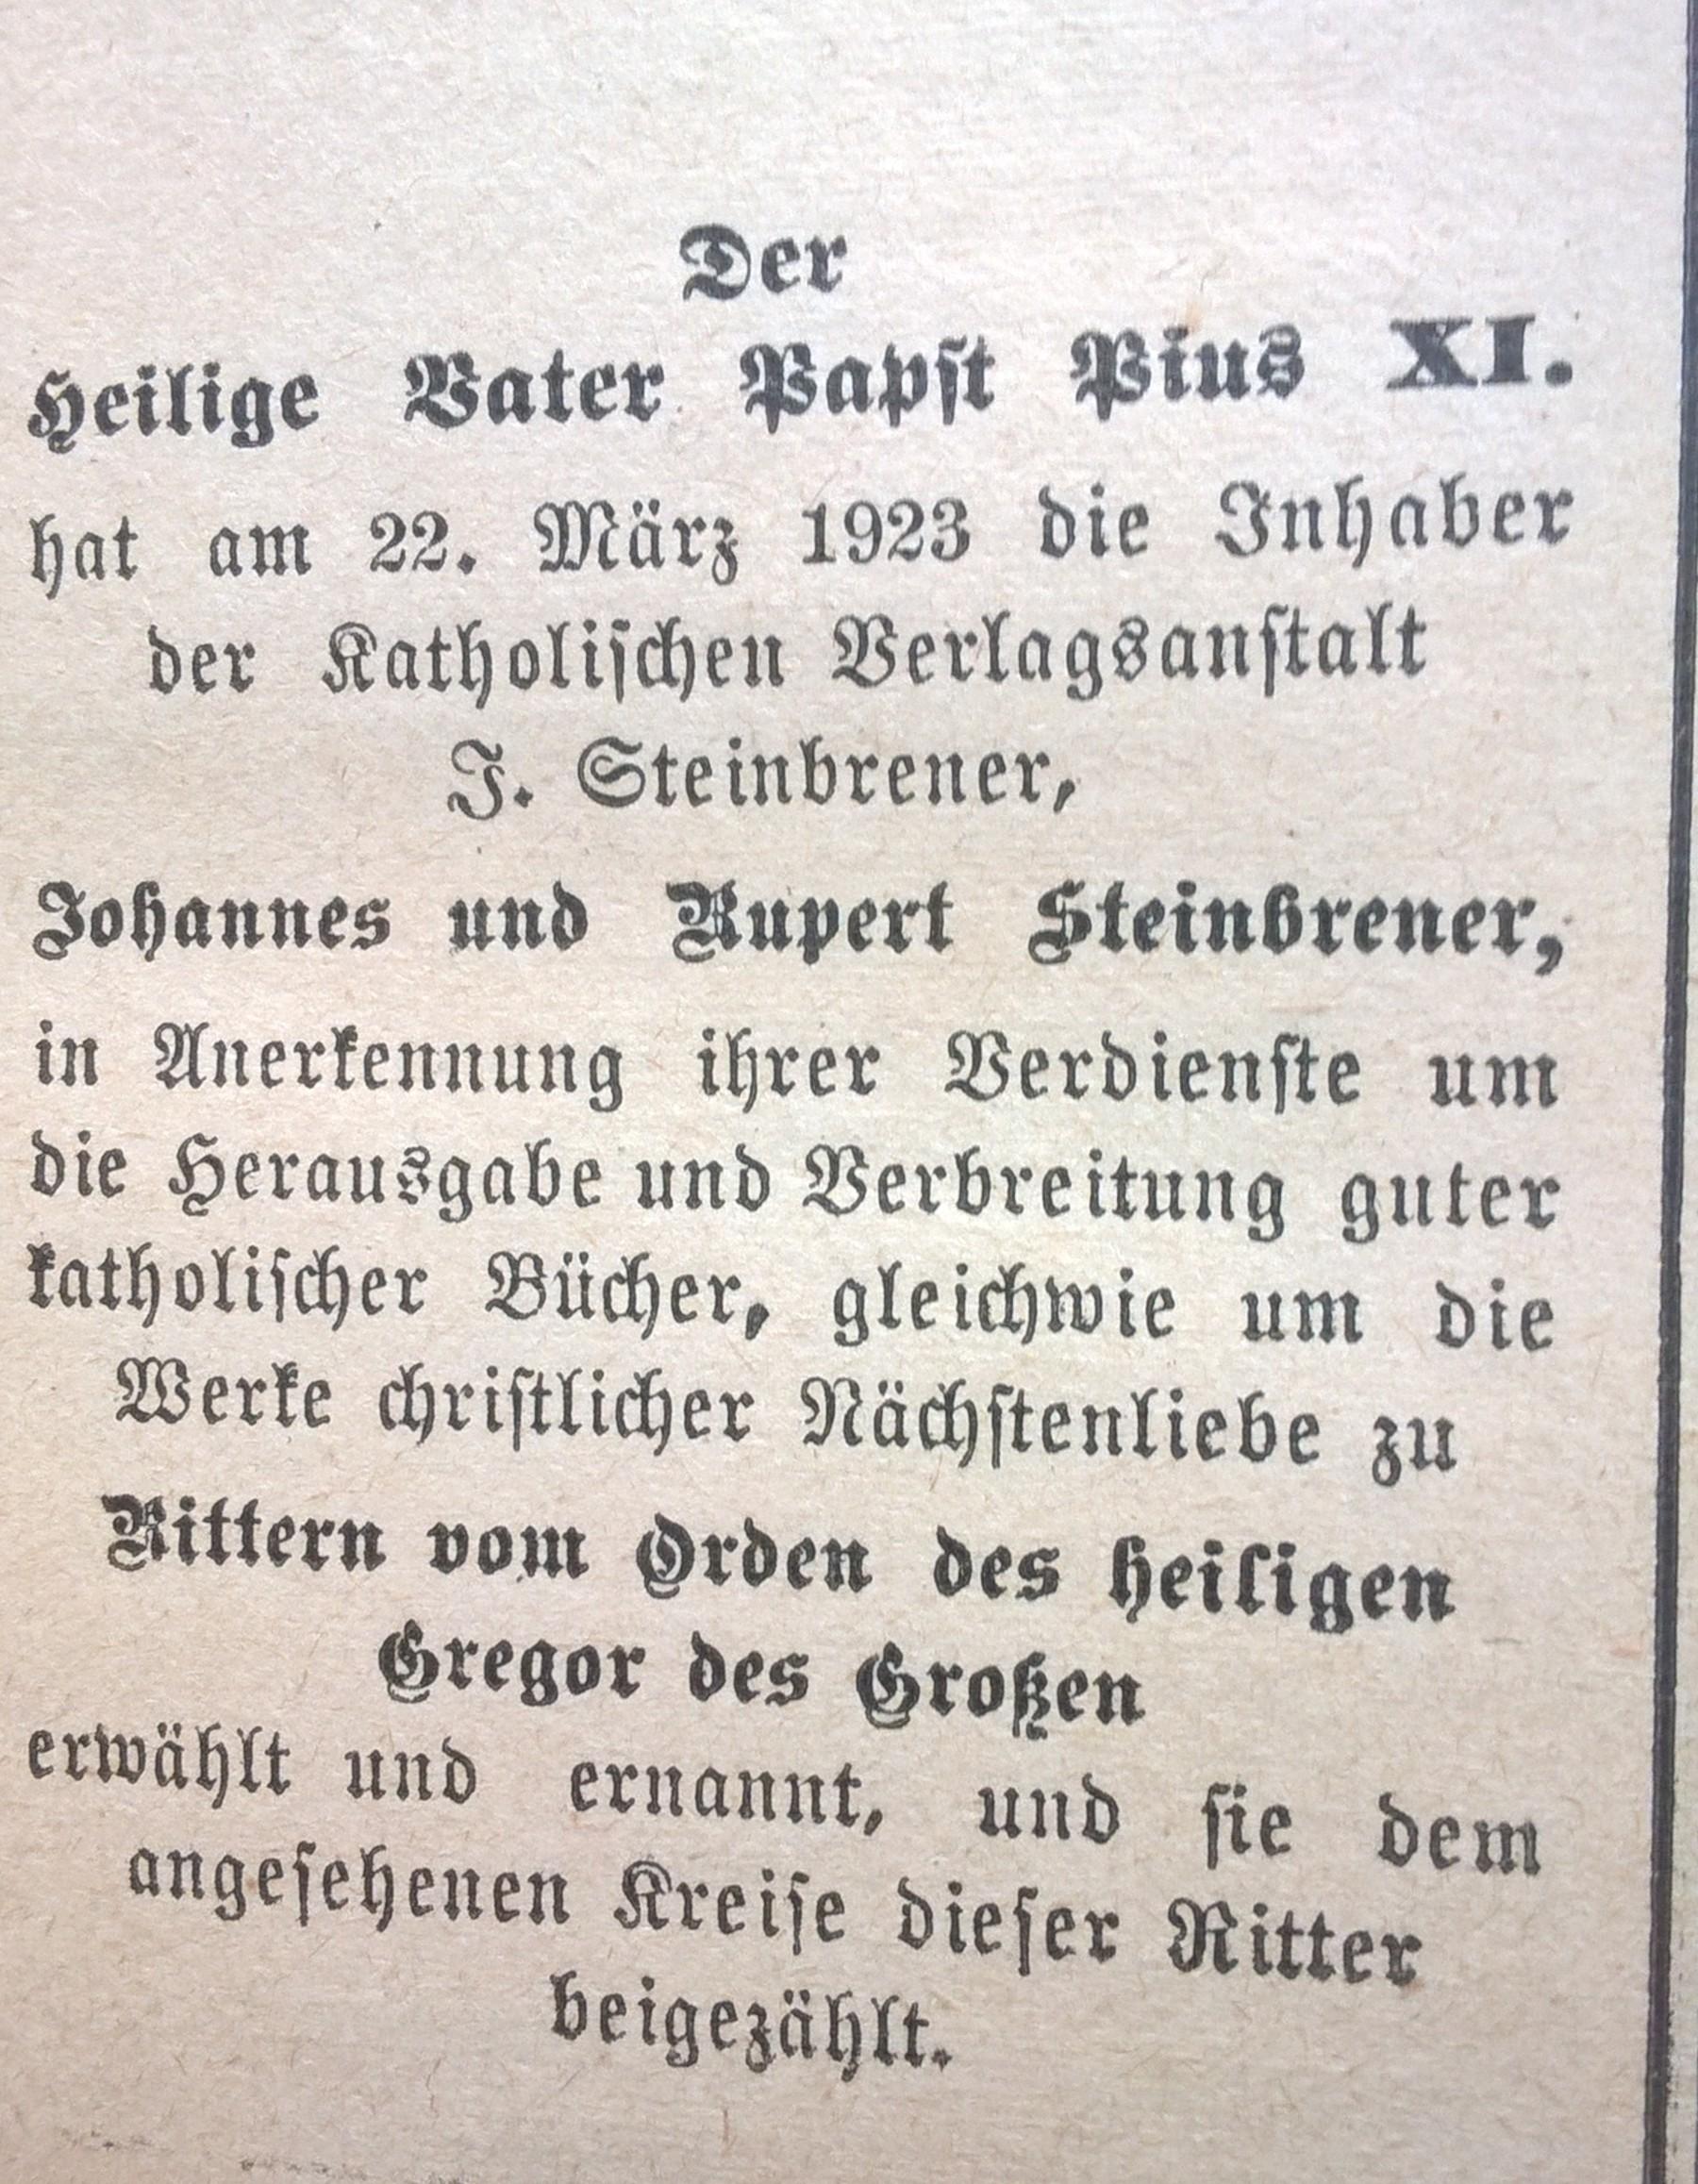 Der
Heilige Vater Papst Pius XI.
hat am 22. März 1923 die Inhaber
der Katholischen Verlagsanstalt
J. Steinbrener,
Johannes und Rupert Steinbrener,
in Anerkennung ihrer Verdienste um
die Herausgabe und Verbreitung guter
katholischer Bücher, gleichwie um die
Werke christlicher Nächstenliebe zu
Rittern vom Orden des heiligen
Gregor des Großen
erwählt und ernannt, und sie dem
angesehenen Kreise dieser Ritter
beigezählt.